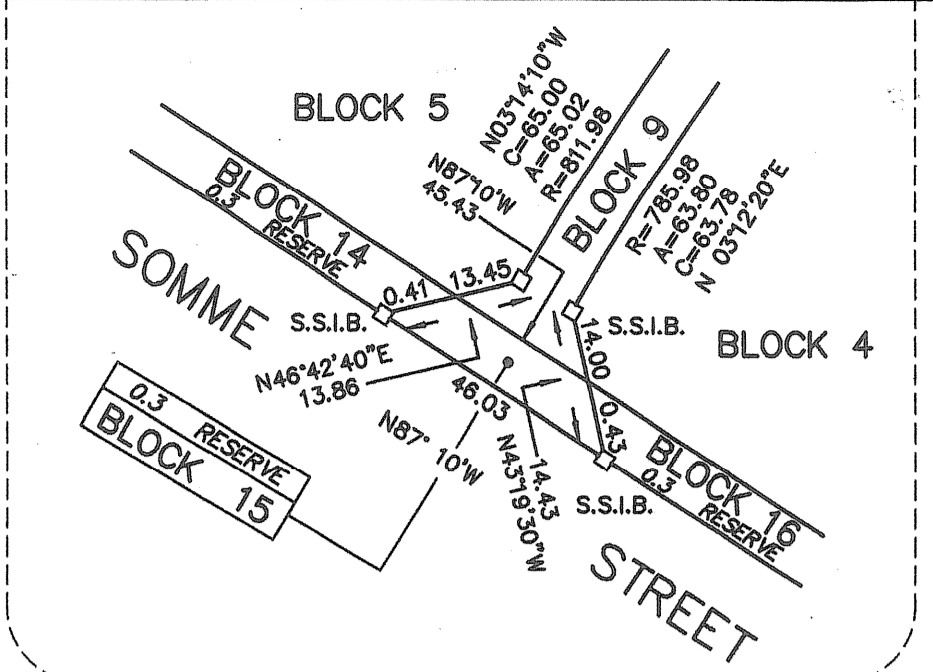 BLOCK 5
N03°14'10"W
C=65.00
A=65.02
R=811.98
N87°10'W
45.43
BLOCK 9
R=785.98
A=63.80
C=63.78
N 03°12'20"E
BLOCK 14
0.3 RESERVE
SOMME
0.41
13.45
S.S.I.B.
S.S.I.B.
14.00
BLOCK 4
N46°42'40"E
13.86
46.03
N87°
10'W
14.43
N43°19'30"W
0.43
S.S.I.B.
BLOCK 16
0.3 RESERVE
0.3 RESERVE
BLOCK 15
STREET